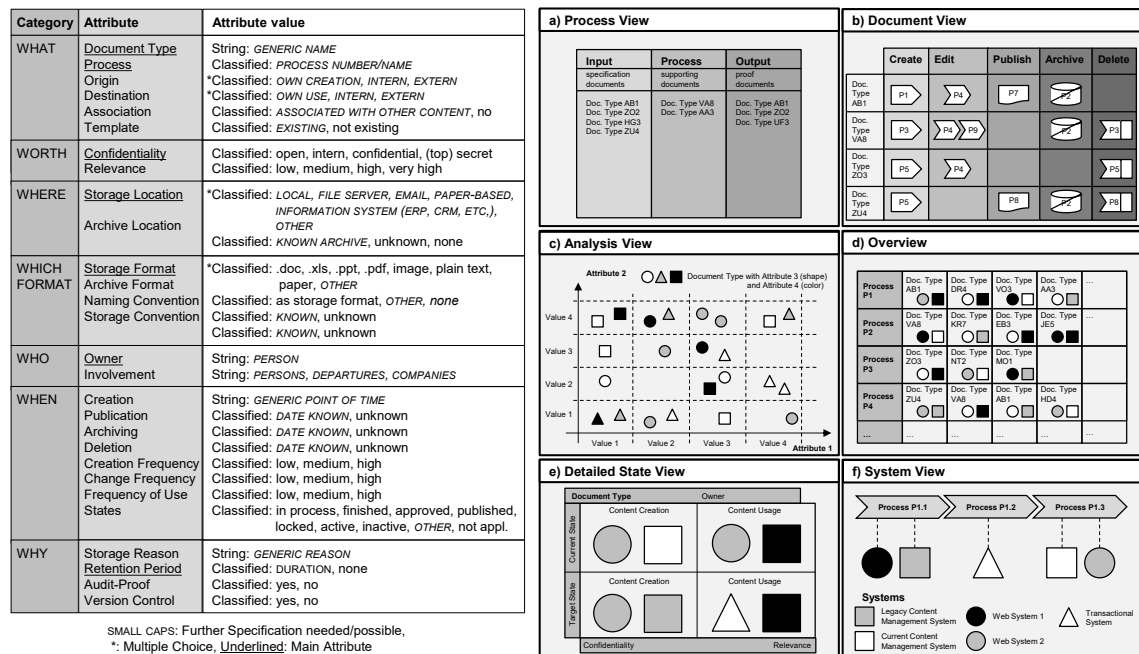 Category Attribute Attribute value
WHAT Document Type String: GENERIC NAME
Process Classified: PROCESS NUMBER/NAME
Origin *Classified: OWN CREATION, INTERN, EXTERN
Destination *Classified: OWN USE, INTERN, EXTERN
Association Classified: ASSOCIATED WITH OTHER CONTENT, no
Template Classified: EXISTING, not existing
WORTH Confidentiality Classified: open, intern, confidential, (top) secret
Relevance Classified: low, medium, high, very high
WHERE Storage Location *Classified: LOCAL, FILE SERVER, EMAIL, PAPER-BASED,
INFORMATION SYSTEM (ERP, CRM, ETC,),
OTHER
Archive Location Classified: KNOWN ARCHIVE, unknown, none
WHICH FORMAT Storage Format *Classified: .doc, .xls, .ppt, .pdf, image, plain text,
paper, OTHER
Archive Format Classified: as storage format, OTHER, none
Naming Convention Classified: KNOWN, unknown
Storage Convention Classified: KNOWN, unknown
WHO Owner String: PERSON
Involvement String: PERSONS, DEPARTURES, COMPANIES
WHEN Creation String: GENERIC POINT OF TIME
Publication Classified: DATE KNOWN, unknown
Archiving Classified: DATE KNOWN, unknown
Deletion Classified: DATE KNOWN, unknown
Creation Frequency Classified: low, medium, high
Change Frequency Classified: low, medium, high
Frequency of Use Classified: low, medium, high
States Classified: in process, finished, approved, published,
locked, active, inactive, OTHER, not appl.
WHY Storage Reason String: GENERIC REASON
Retention Period Classified: DURATION, none
Audit-Proof Classified: yes, no
Version Control Classified: yes, no
SMALL CAPS: Further Specification needed/possible,
*: Multiple Choice, Underlined: Main Attribute
a) Process View
Input Process Output
specification documents supporting documents proof documents
Doc. Type AB1 Doc. Type VA8 Doc. Type AB1
Doc. Type ZO2 Doc. Type AA3 Doc. Type ZO2
Doc. Type HG3 Doc. Type UF3
Doc. Type ZU4
b) Document View
Create Edit Publish Archive Delete
Doc. Type AB1 P1 P4 P7 P2
Doc. Type VA8 P3 P4 P9 P2 P3
Doc. Type ZO3 P5 P4 P5
Doc. Type ZU4 P5 P8 P2 P8
c) Analysis View
Attribute 2 Document Type with Attribute 3 (shape)
and Attribute 4 (color)
Value 4
Value 3
Value 2
Value 1
Value 1 Value 2 Value 3 Value 4
Attribute 1
d) Overview
Process P1 Doc. Type AB1 Doc. Type DR4 Doc. Type VO3 Doc. Type AA3 ...
Process P2 Doc. Type VA8 Doc. Type KR7 Doc. Type EB3 Doc. Type JE5 ...
Process P3 Doc. Type ZO3 Doc. Type NT2 Doc. Type MO1
Process P4 Doc. Type ZU4 Doc. Type VA8 Doc. Type AB1 Doc. Type HD4
... ... ... ... ... ...
e) Detailed State View
Document Type Owner
Current State Content Creation Content Usage
Target State Content Creation Content Usage
Confidentiality Relevance
f) System View
Process P1.1 Process P1.2 Process P1.3
Systems
Legacy Content Management System Web System 1 Transactional System
Current Content Management System Web System 2